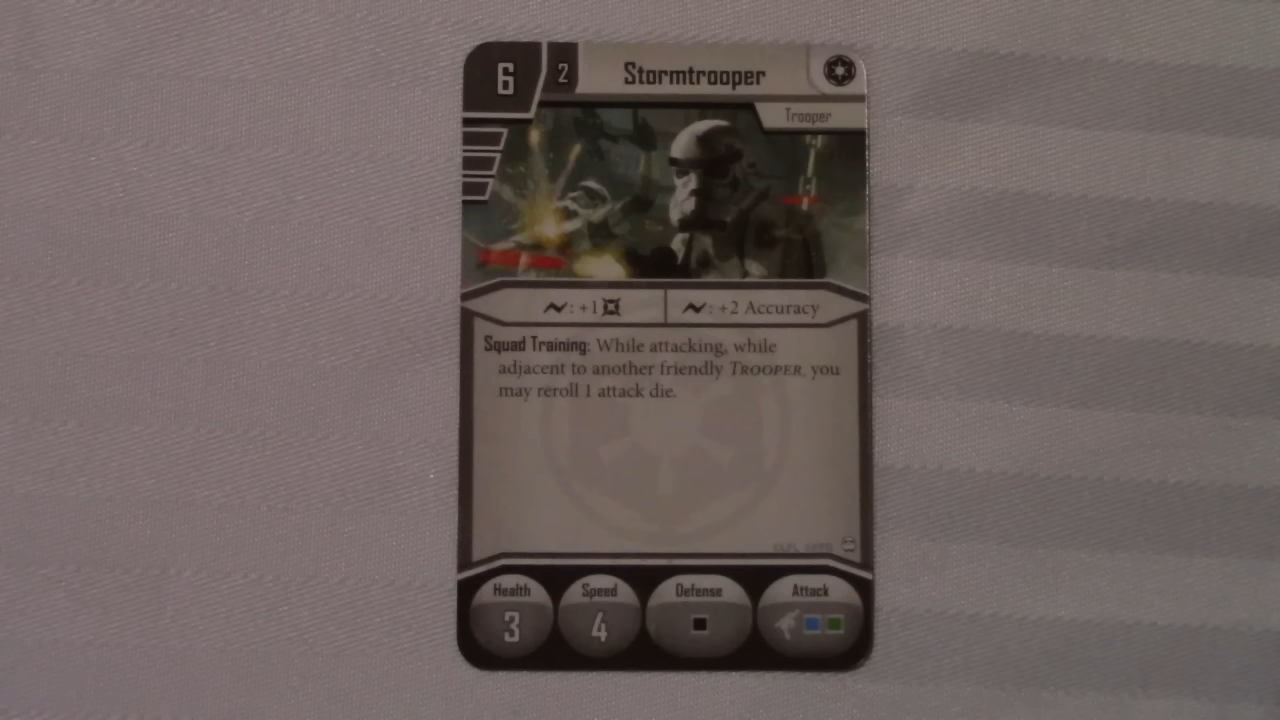 6 2 Stormtrooper
Trooper
: +1
: +2 Accuracy
Squad Training: While attacking, while
adjacent to another friendly TROOPER, you
may reroll 1 attack die.
Health Speed Defense Attack
3 4